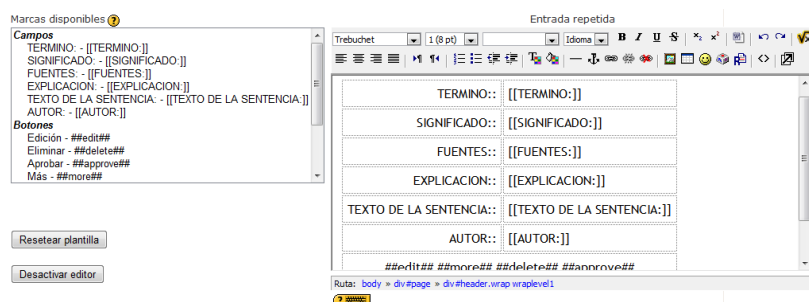 Marcas disponibles
Campos
TERMINO: - [[TERMINO:]]
SIGNIFICADO: - [[SIGNIFICADO:]]
FUENTES: - [[FUENTES:]]
EXPLICACION: - [[EXPLICACION:]]
TEXTO DE LA SENTENCIA: - [[TEXTO DE LA SENTENCIA:]]
AUTOR: - [[AUTOR:]]
Botones
Edición - ##edit##
Eliminar - ##delete##
Aprobar - ##approve##
Más - ##more##
Resetear plantilla
Desactivar editor
Entrada repetida
Trebuchet 1 (8 pt) Idioma B I U S x₂ x²
TERMINO:: [[TERMINO:]]
SIGNIFICADO:: [[SIGNIFICADO:]]
FUENTES:: [[FUENTES:]]
EXPLICACION:: [[EXPLICACION:]]
TEXTO DE LA SENTENCIA:: [[TEXTO DE LA SENTENCIA:]]
AUTOR:: [[AUTOR:]]
##edit## ##more## ##delete## ##approve##
Ruta: body » div#page » div#header.wrap wraplevel1